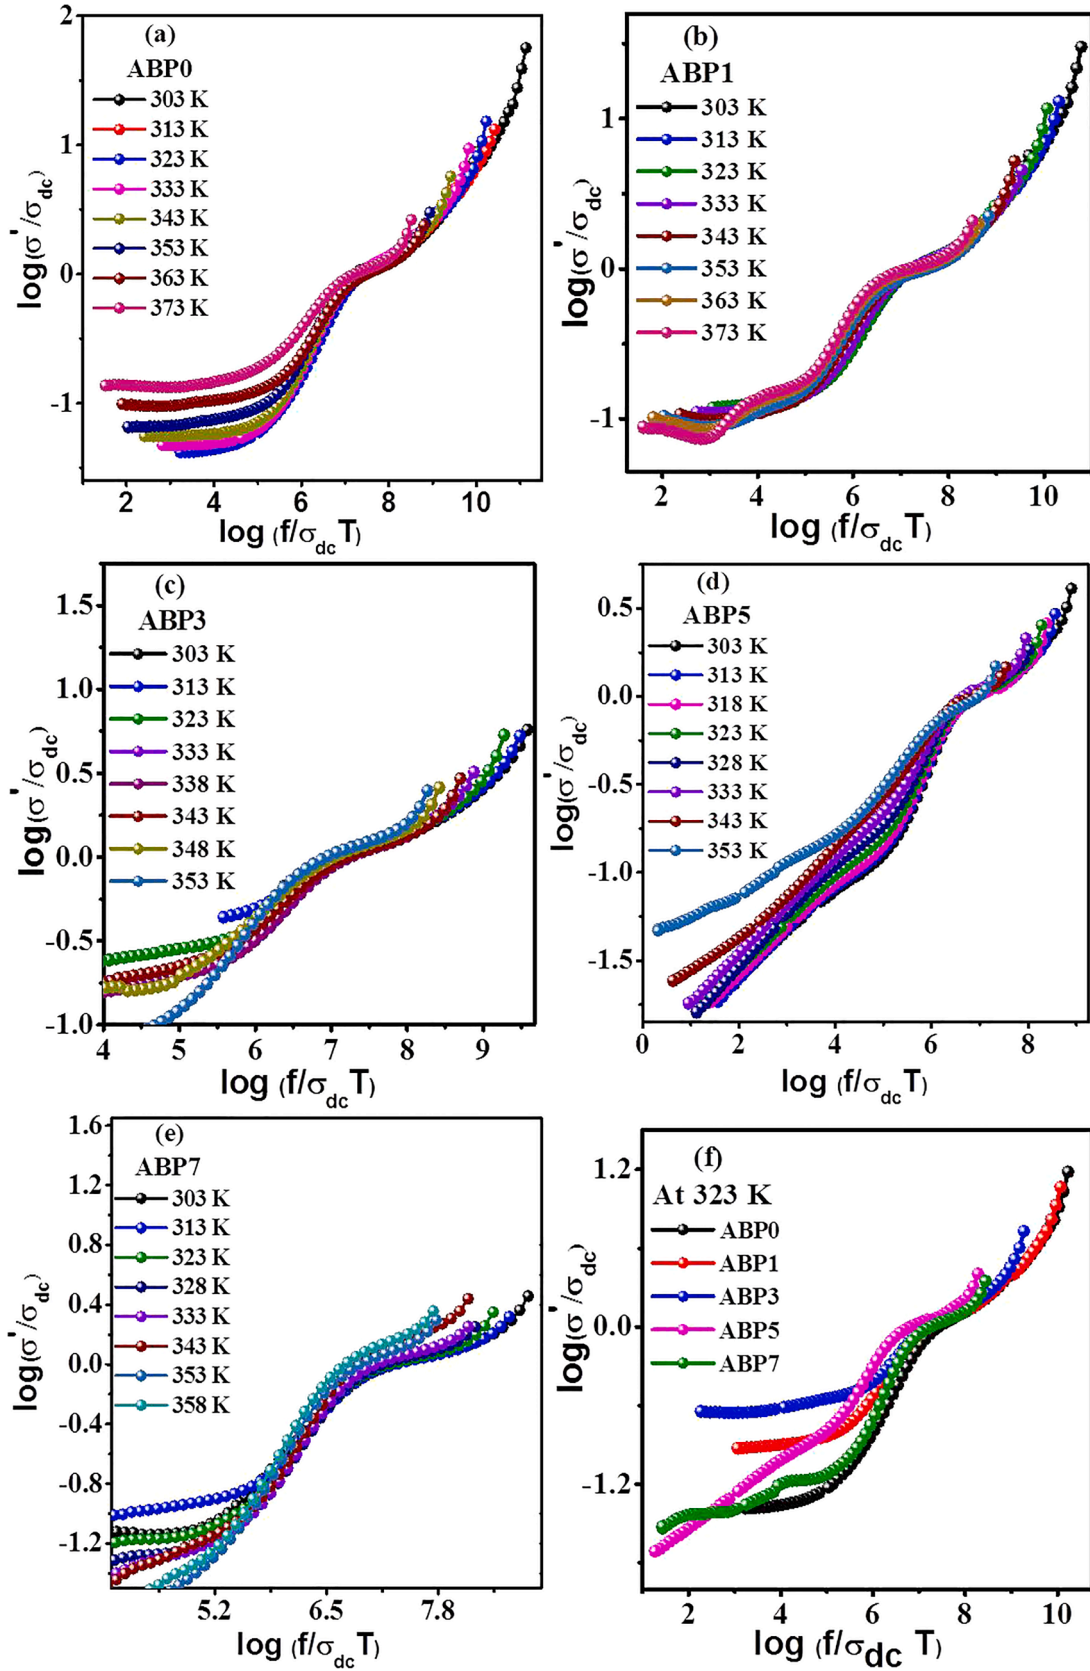 (a)
ABP0
303 K
313 K
323 K
333 K
343 K
353 K
363 K
373 K
2
1
0
-1
log(σ'/σdc)
2 4 6 8 10
log (f/σdc T)
(b)
ABP1
303 K
313 K
323 K
333 K
343 K
353 K
363 K
373 K
1
0
-1
log(σ'/σdc)
2 4 6 8 10
log (f/σdc T)
(c)
ABP3
303 K
313 K
323 K
333 K
338 K
343 K
348 K
353 K
1.5
1.0
0.5
0.0
-0.5
-1.0
log(σ'/σdc)
4 5 6 7 8 9
log (f/σdc T)
(d)
ABP5
303 K
313 K
318 K
323 K
328 K
333 K
343 K
353 K
0.5
0.0
-0.5
-1.0
-1.5
log(σ'/σdc)
0 2 4 6 8
log (f/σdc T)
(e)
ABP7
303 K
313 K
323 K
328 K
333 K
343 K
353 K
358 K
1.6
1.2
0.8
0.4
0.0
-0.4
-0.8
-1.2
log(σ'/σdc)
5.2 6.5 7.8
log (f/σdc T)
(f)
At 323 K
ABP0
ABP1
ABP3
ABP5
ABP7
1.2
0.0
-1.2
log(σ'/σdc)
2 4 6 8 10
log (f/σdc T)